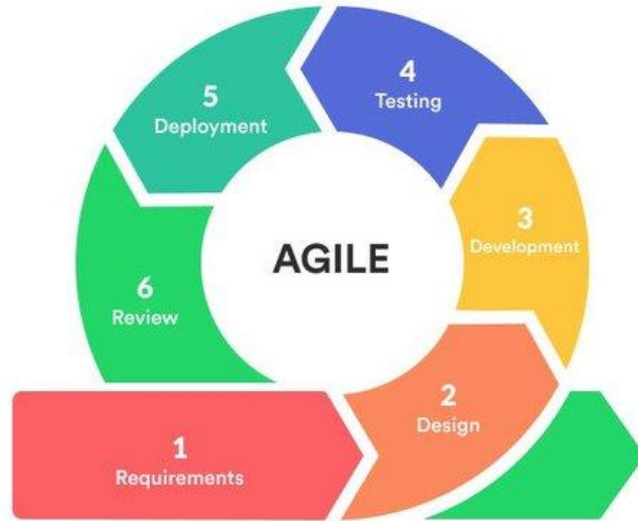 AGILE
1
Requirements
2
Design
3
Development
4
Testing
5
Deployment
6
Review